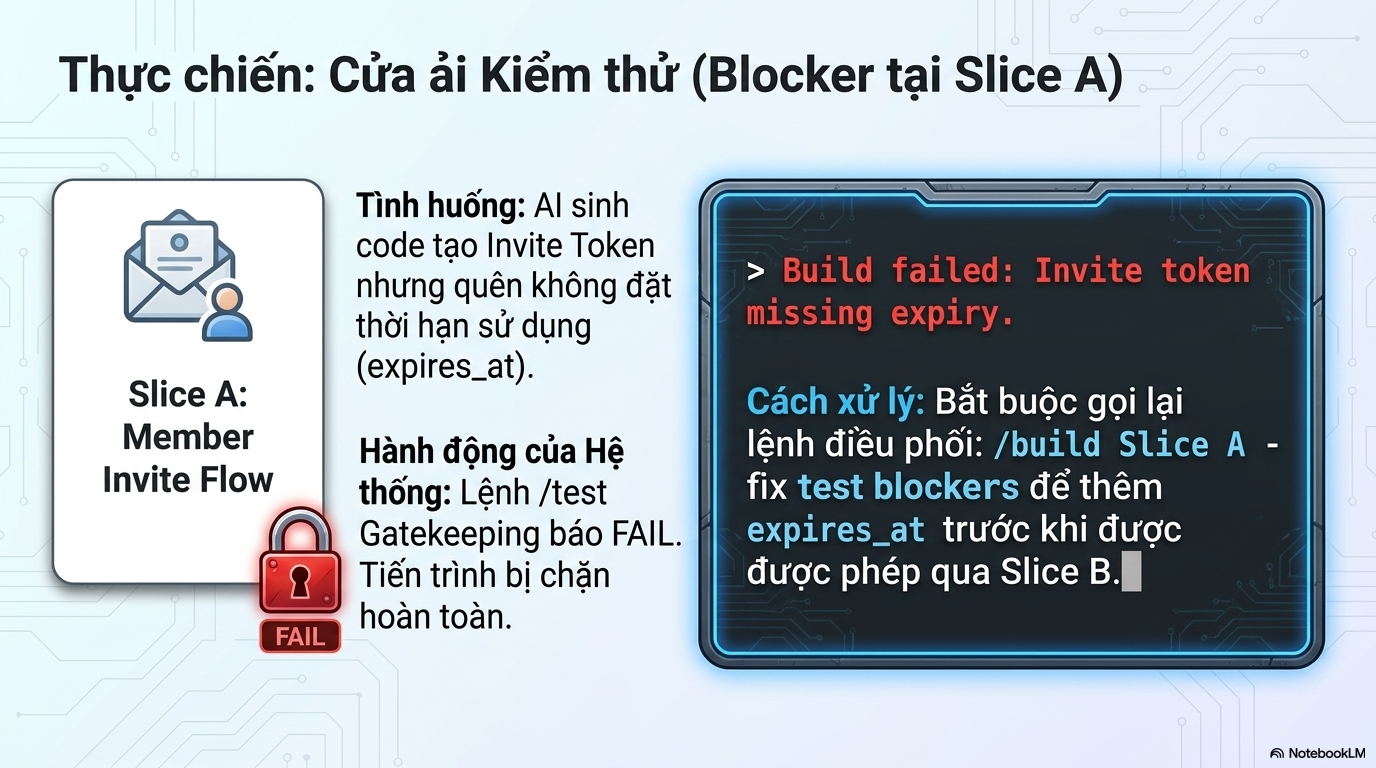 Thực chiến: Cửa ải Kiểm thử (Blocker tại Slice A)
Slice A:
Member
Invite Flow
FAIL
Tình huống: AI sinh
code tạo Invite Token
nhưng quên không đặt
thời hạn sử dụng
(expires_at).
Hành động của Hệ
thống: Lệnh /test
Gatekeeping báo FAIL.
Tiến trình bị chặn
hoàn toàn.
> Build failed: Invite token
missing expiry.
Cách xử lý: Bắt buộc gọi lại
lệnh điều phối: /build Slice A -
fix test blockers để thêm
expires_at trước khi được
được phép qua Slice B.
NotebookLM